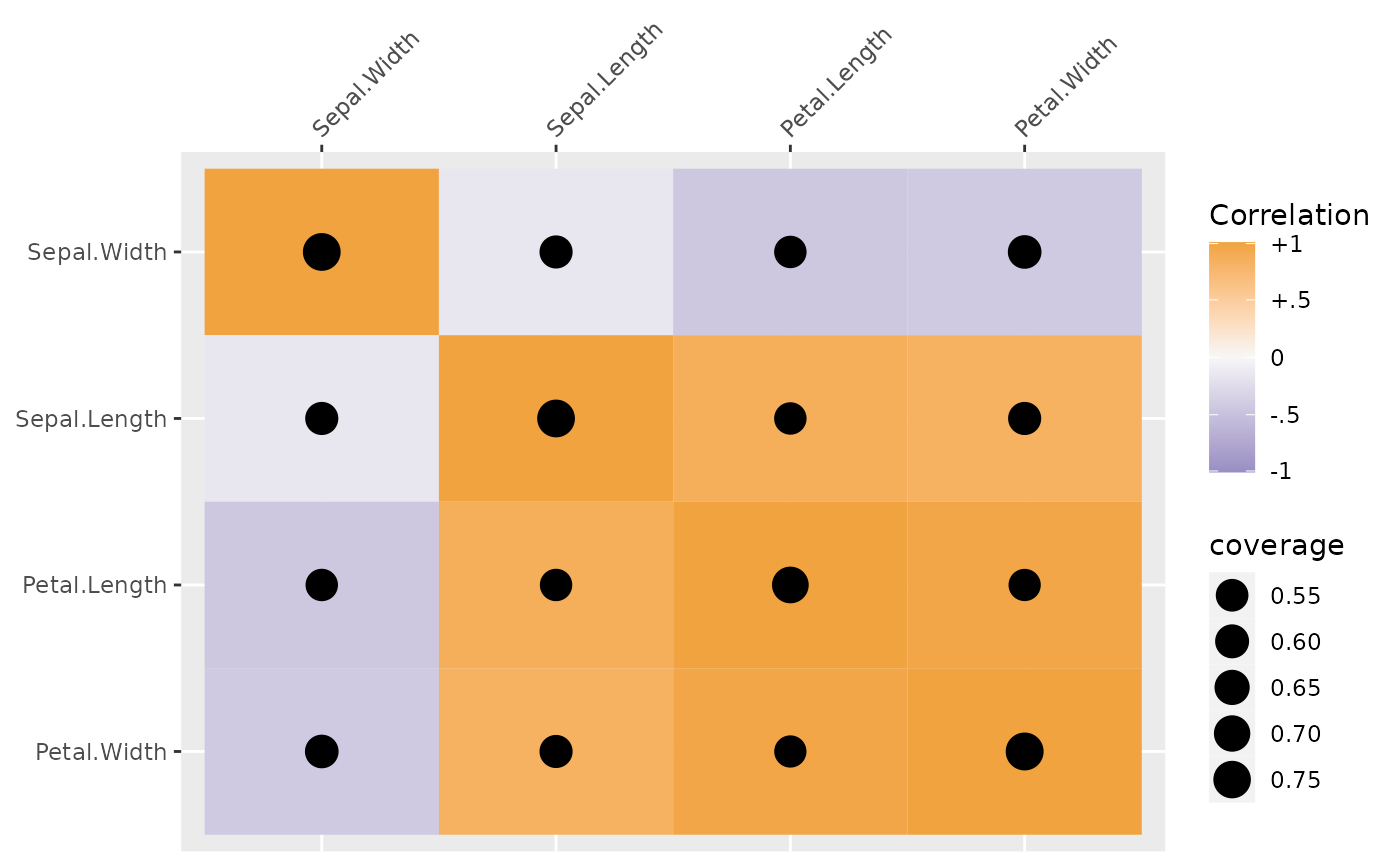 Sepal.Width
Sepal.Length
Petal.Length
Petal.Width
Sepal.Width
Sepal.Length
Petal.Length
Petal.Width
Correlation
+1
+.5
0
-.5
-1
coverage
0.55
0.60
0.65
0.70
0.75